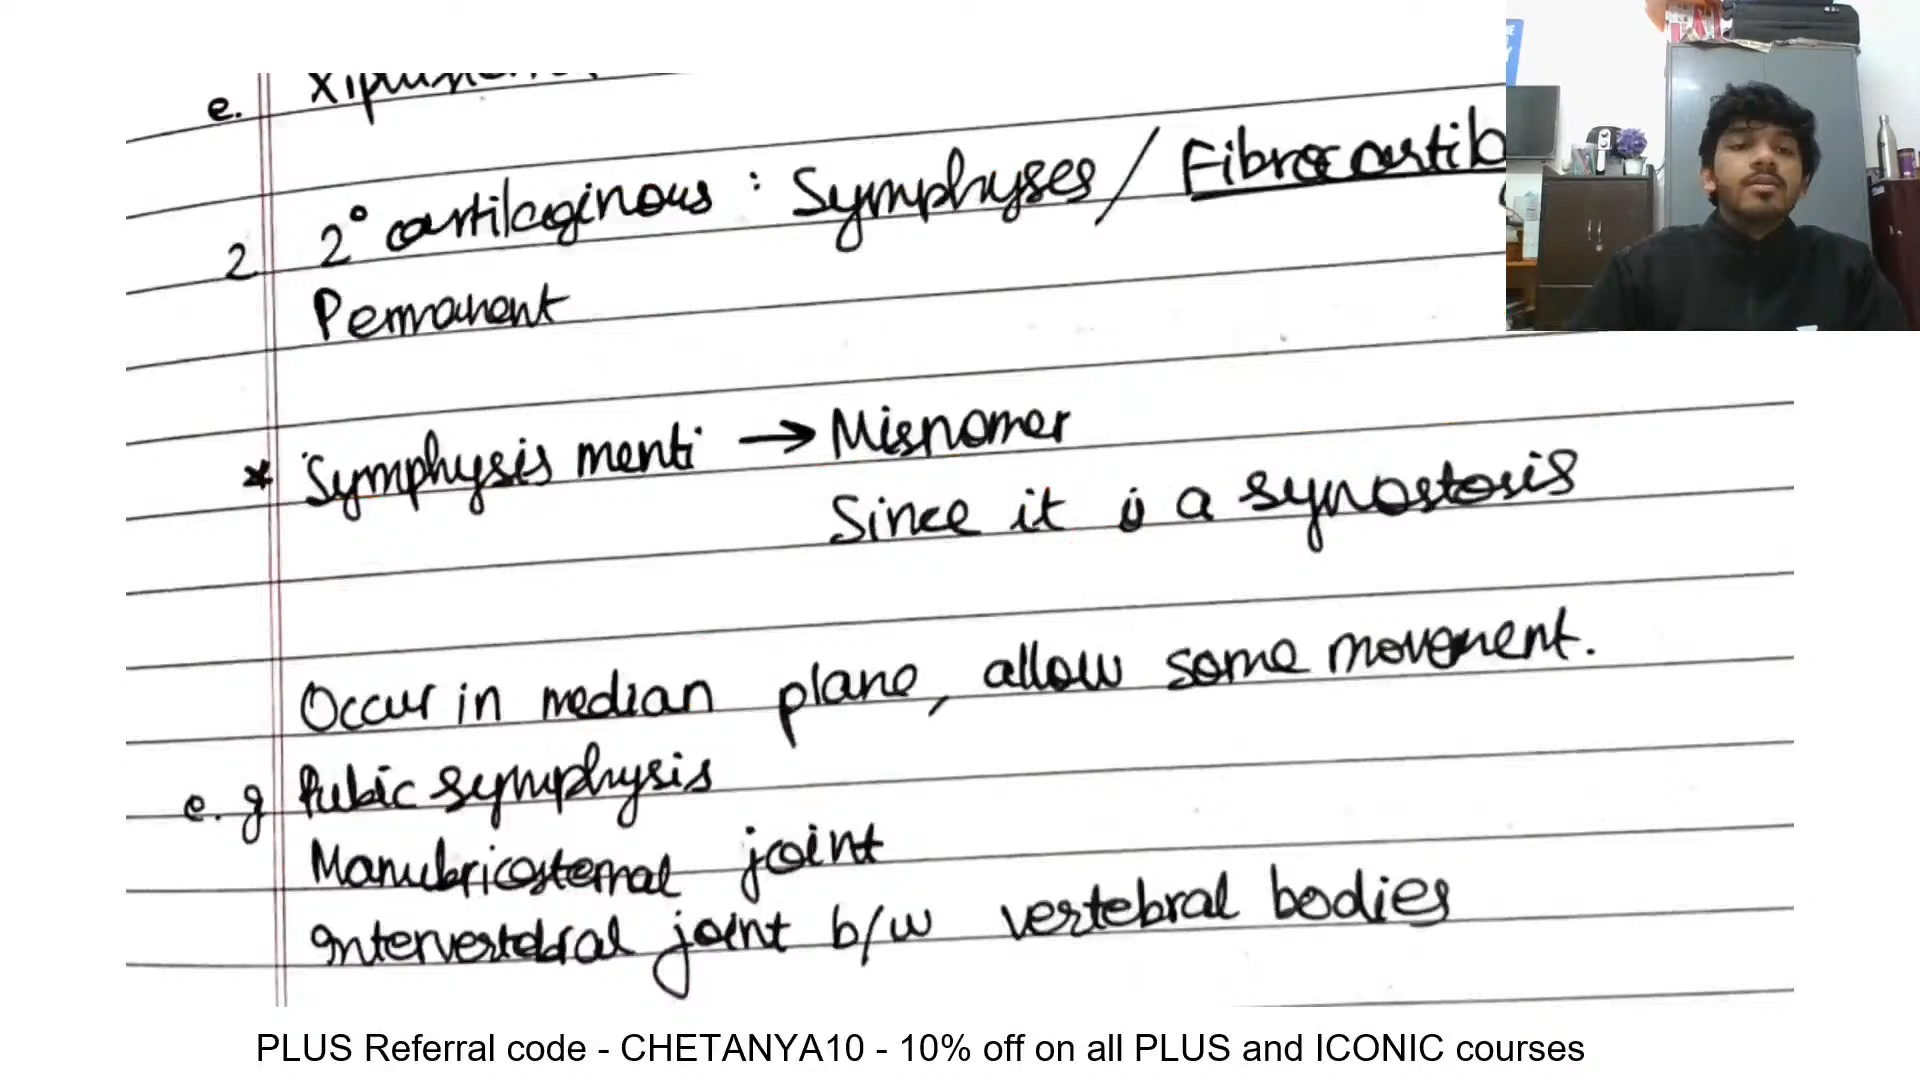 e.
2 2° cartilaginous : Symphyses / Fibrocartil
Permanent
* Symphysis menti → Misnomer
Since it is a synostosis
Occur in median plane, allow some movement.
e.g Pubic symphysis
Manubriosternal joint
Intervertebral joint b/w vertebral bodies
PLUS Referral code - CHETANYA10 - 10% off on all PLUS and ICONIC courses